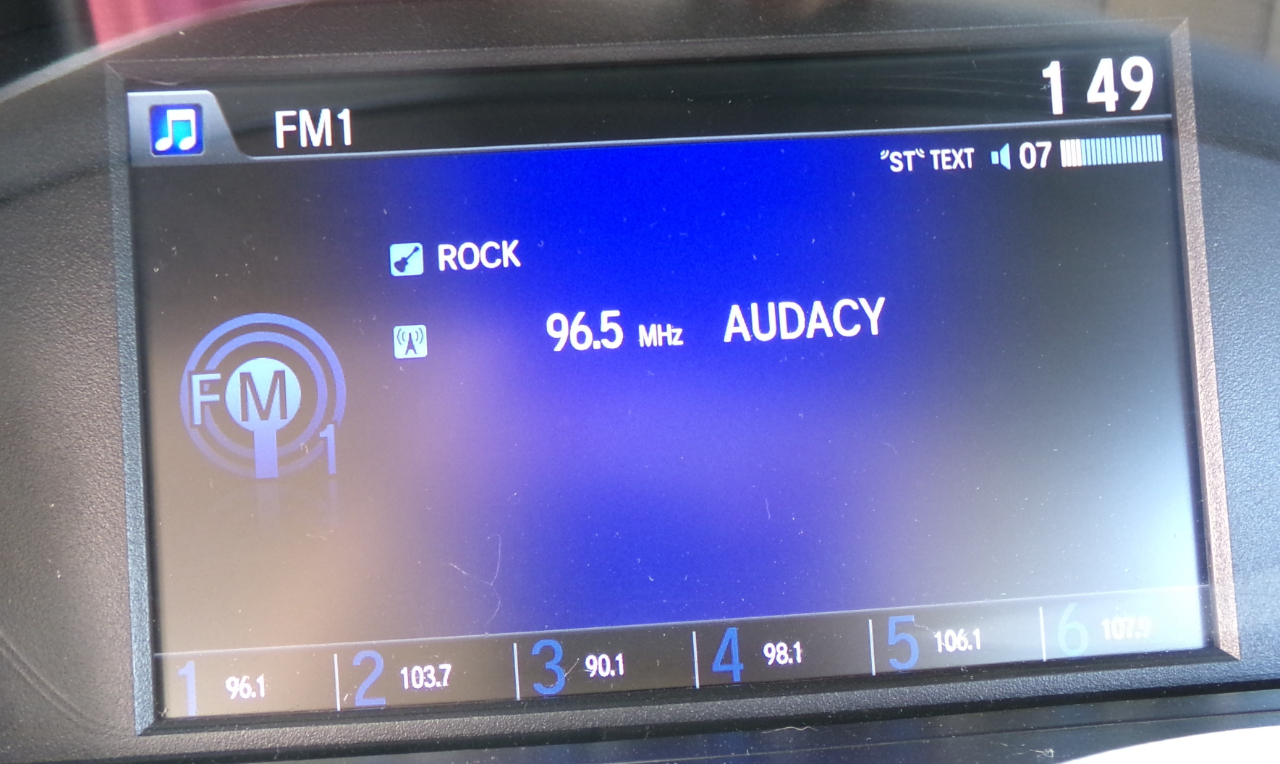 FM1
1 49
"ST" TEXT 07
ROCK
96.5 MHz AUDACY
FM
1
1 96.1 2 103.7 3 90.1 4 98.1 5 106.1 6 107.9